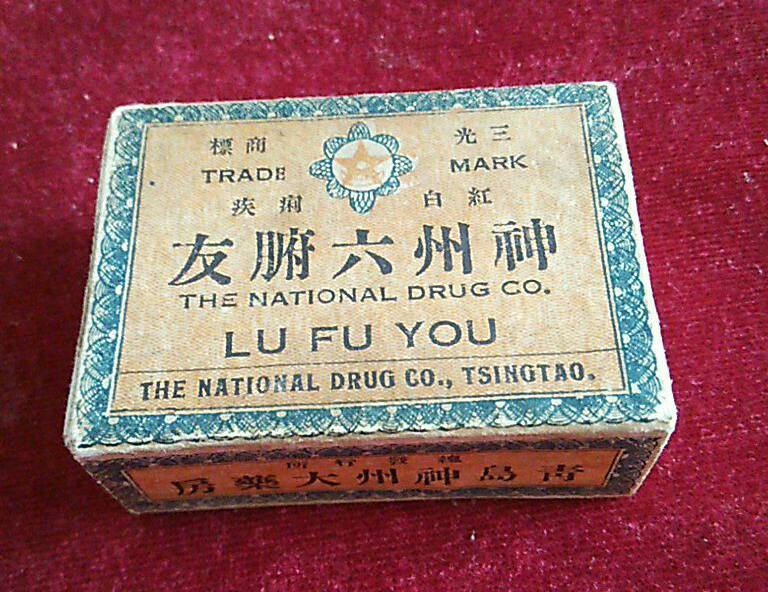 三光 商標
TRADE MARK
紅白 痢疾
神州六腑友
THE NATIONAL DRUG CO.
LU FU YOU
THE NATIONAL DRUG CO., TSINGTAO.
總發行所
青島神州大藥房